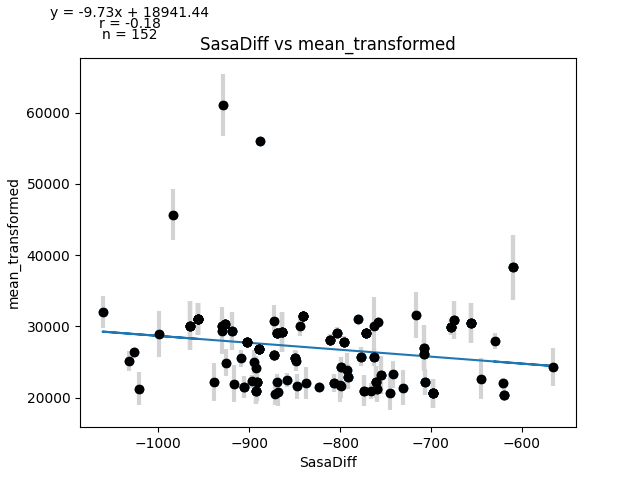 y = -9.73x + 18941.44
r = -0.18
n = 152
SasaDiff vs mean_transformed
mean_transformed
60000
50000
40000
30000
20000
−1000
−900
−800
−700
−600
SasaDiff